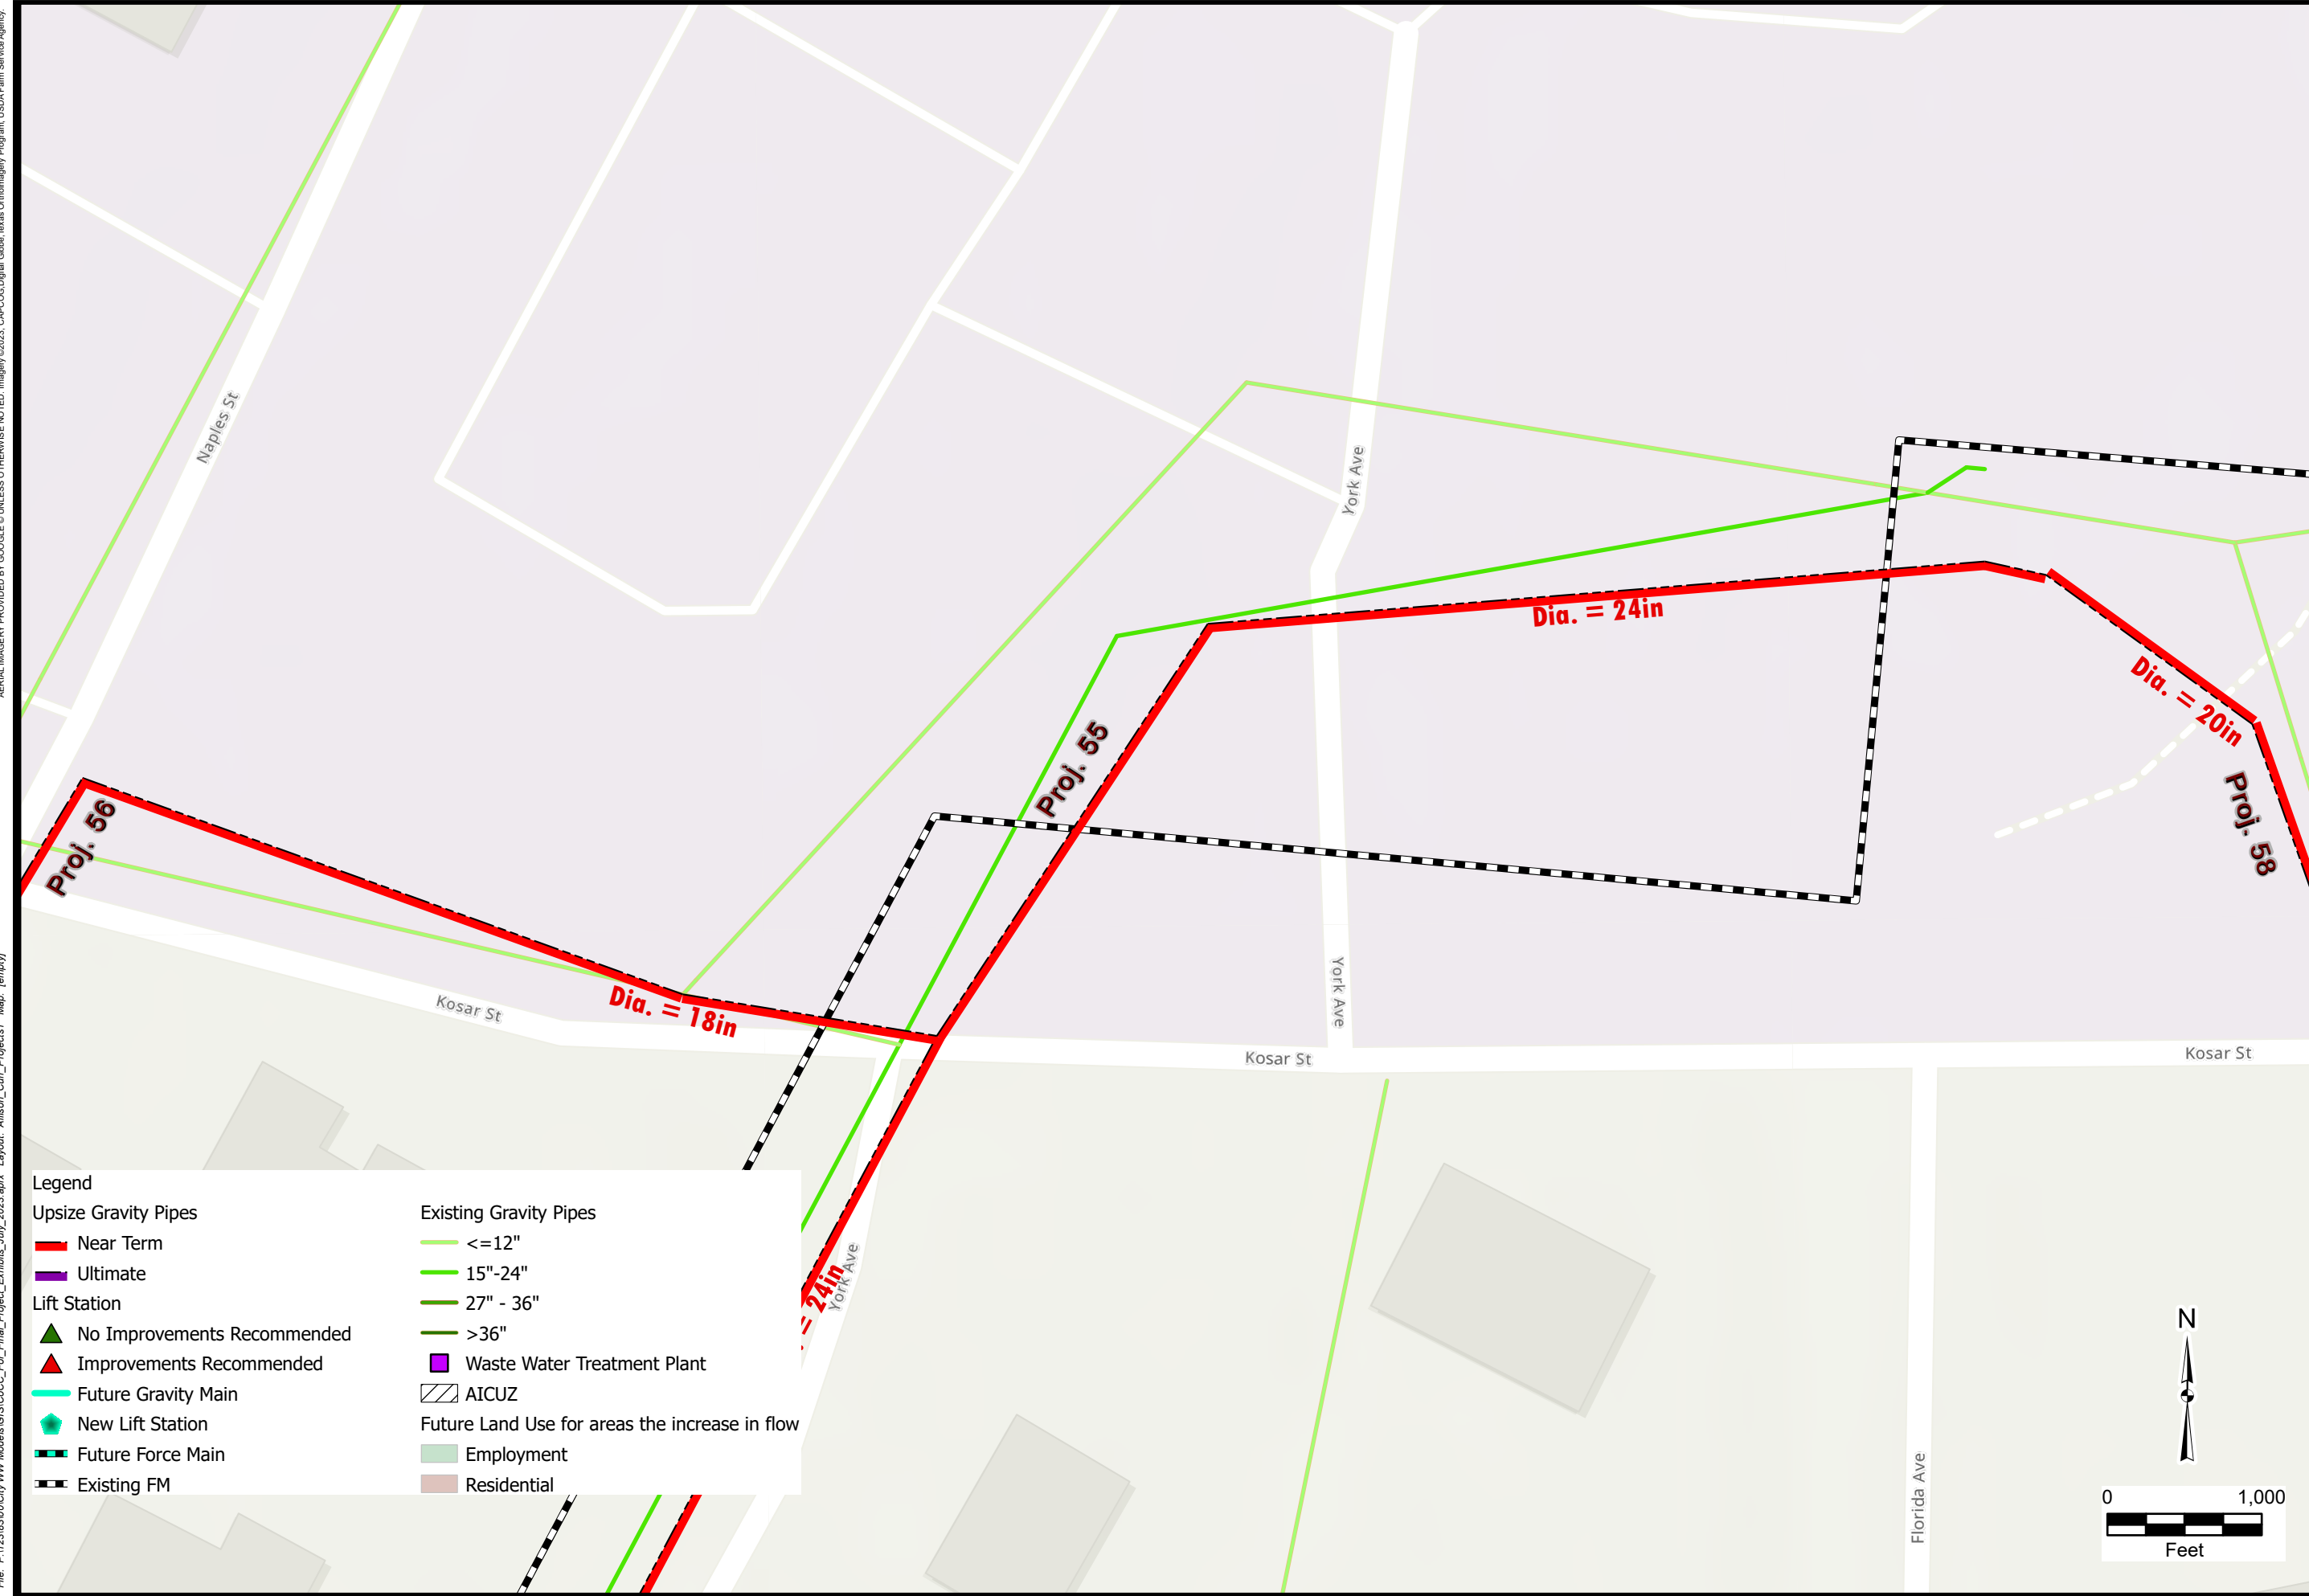 Naples St
York Ave
Dia. = 24in
Dia. = 20in
Proj. 55
Proj. 56
Proj. 58
Dia. = 18in
Kosar St
York Ave
Kosar St
Kosar St
= 24in
York Ave
Florida Ave
Legend
Upsize Gravity Pipes
Near Term
Ultimate
Lift Station
No Improvements Recommended
Improvements Recommended
Future Gravity Main
New Lift Station
Future Force Main
Existing FM
Existing Gravity Pipes
<=12"
15"-24"
27" - 36"
>36"
Waste Water Treatment Plant
AICUZ
Future Land Use for areas the increase in flow
Employment
Residential
N
0 1,000
Feet